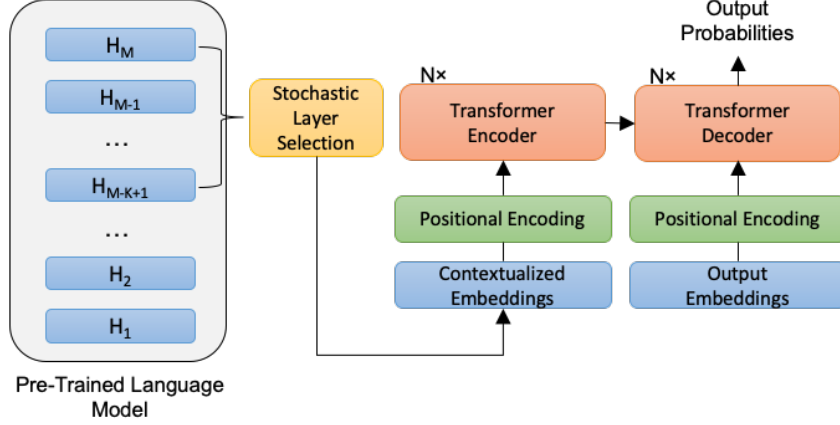 H_M
H_M-1
...
H_M-K+1
...
H_2
H_1
Pre-Trained Language
Model
Stochastic
Layer
Selection
N×
Transformer
Encoder
Positional Encoding
Contextualized
Embeddings
Output
Probabilities
N×
Transformer
Decoder
Positional Encoding
Output
Embeddings